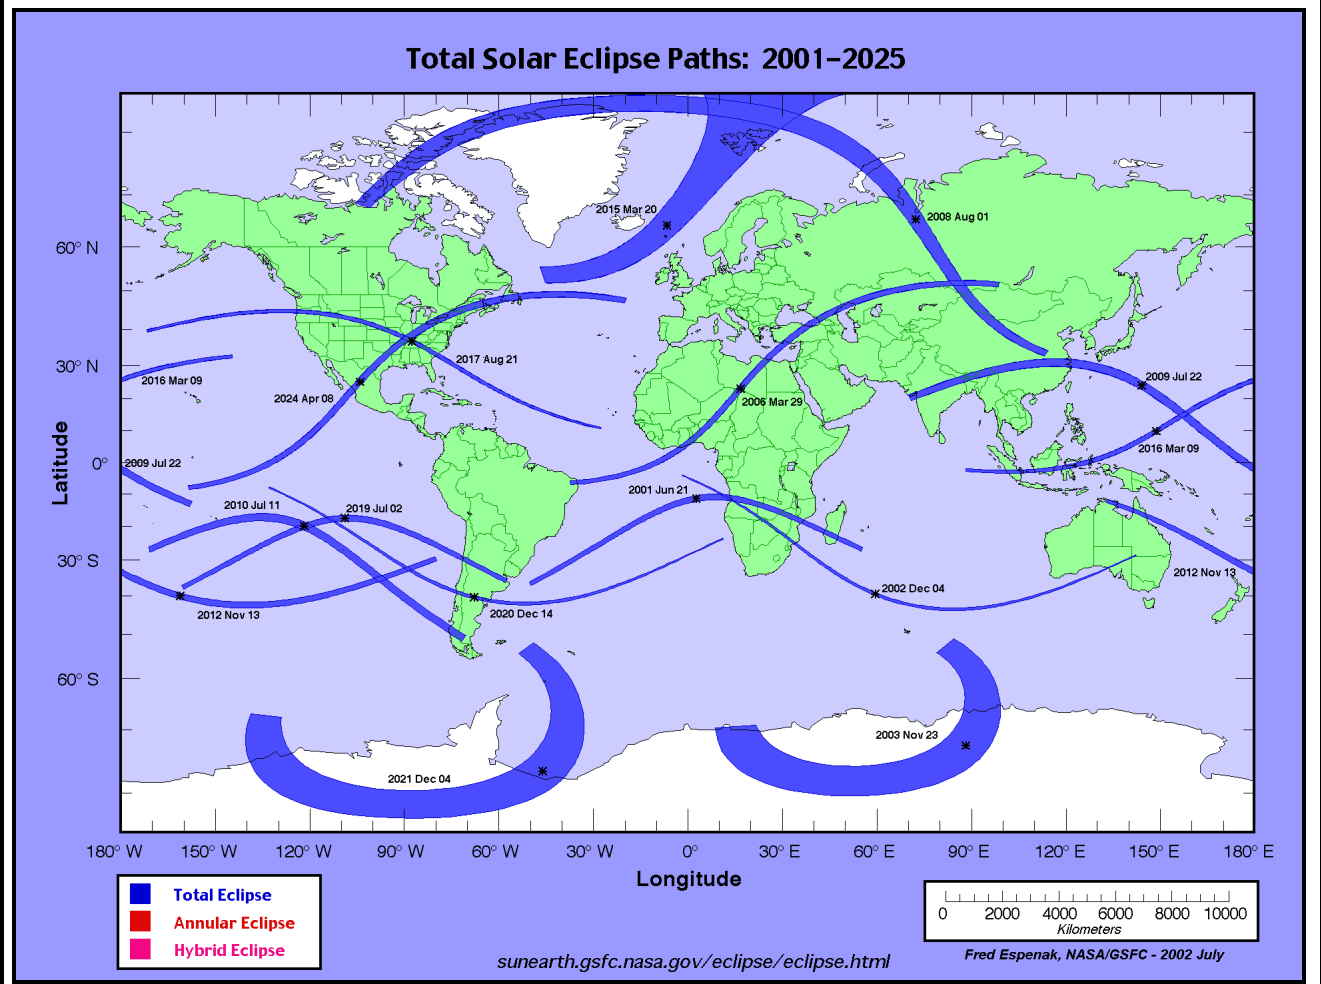 Total Solar Eclipse Paths: 2001–2025
2015 Mar 20
2008 Aug 01
60° N
2017 Aug 21
30° N
2016 Mar 09
2009 Jul 22
2024 Apr 08
2006 Mar 29
2016 Mar 09
Latitude
0°
2009 Jul 22
2001 Jun 21
2010 Jul 11
2019 Jul 02
30° S
2012 Nov 13
2002 Dec 04
2012 Nov 13
2020 Dec 14
60° S
2003 Nov 23
2021 Dec 04
180° W 150° W 120° W 90° W 60° W 30° W 0° 30° E 60° E 90° E 120° E 150° E 180° E
Longitude
Total Eclipse
Annular Eclipse
Hybrid Eclipse
0 2000 4000 6000 8000 10000
Kilometers
sunearth.gsfc.nasa.gov/eclipse/eclipse.html
Fred Espenak, NASA/GSFC - 2002 July